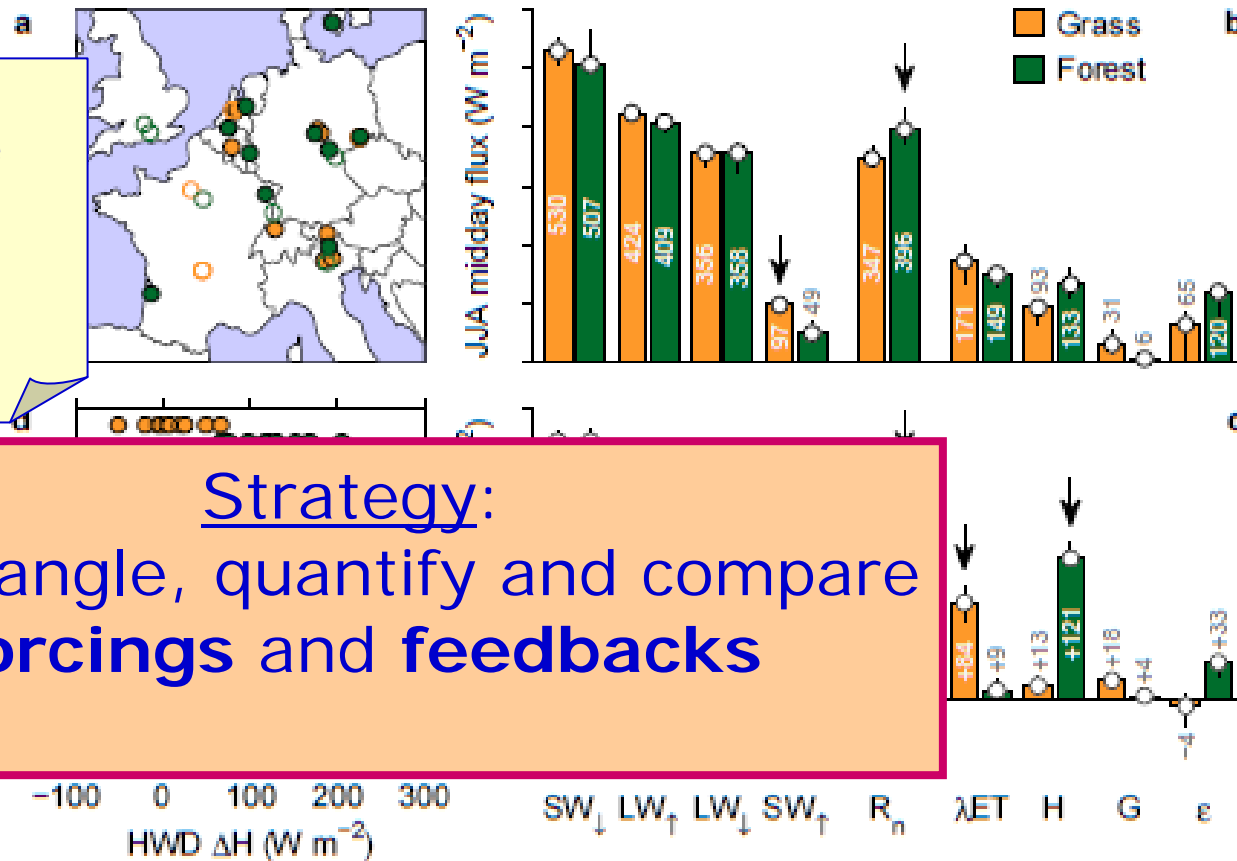 a
JJA midday flux (W m⁻²)
Grass
Forest
b
530
507
424
409
356
358
97
49
347
396
171
149
93
133
31
6
65
120
d
²)
c
Strategy:
angle, quantify and compare
orcings and feedbacks
+84
+9
+13
+121
+18
+4
-4
+33
−100 0 100 200 300
HWD ΔH (W m⁻²)
SW↓ LW↑ LW↓ SW↑ Rn λET H G ε